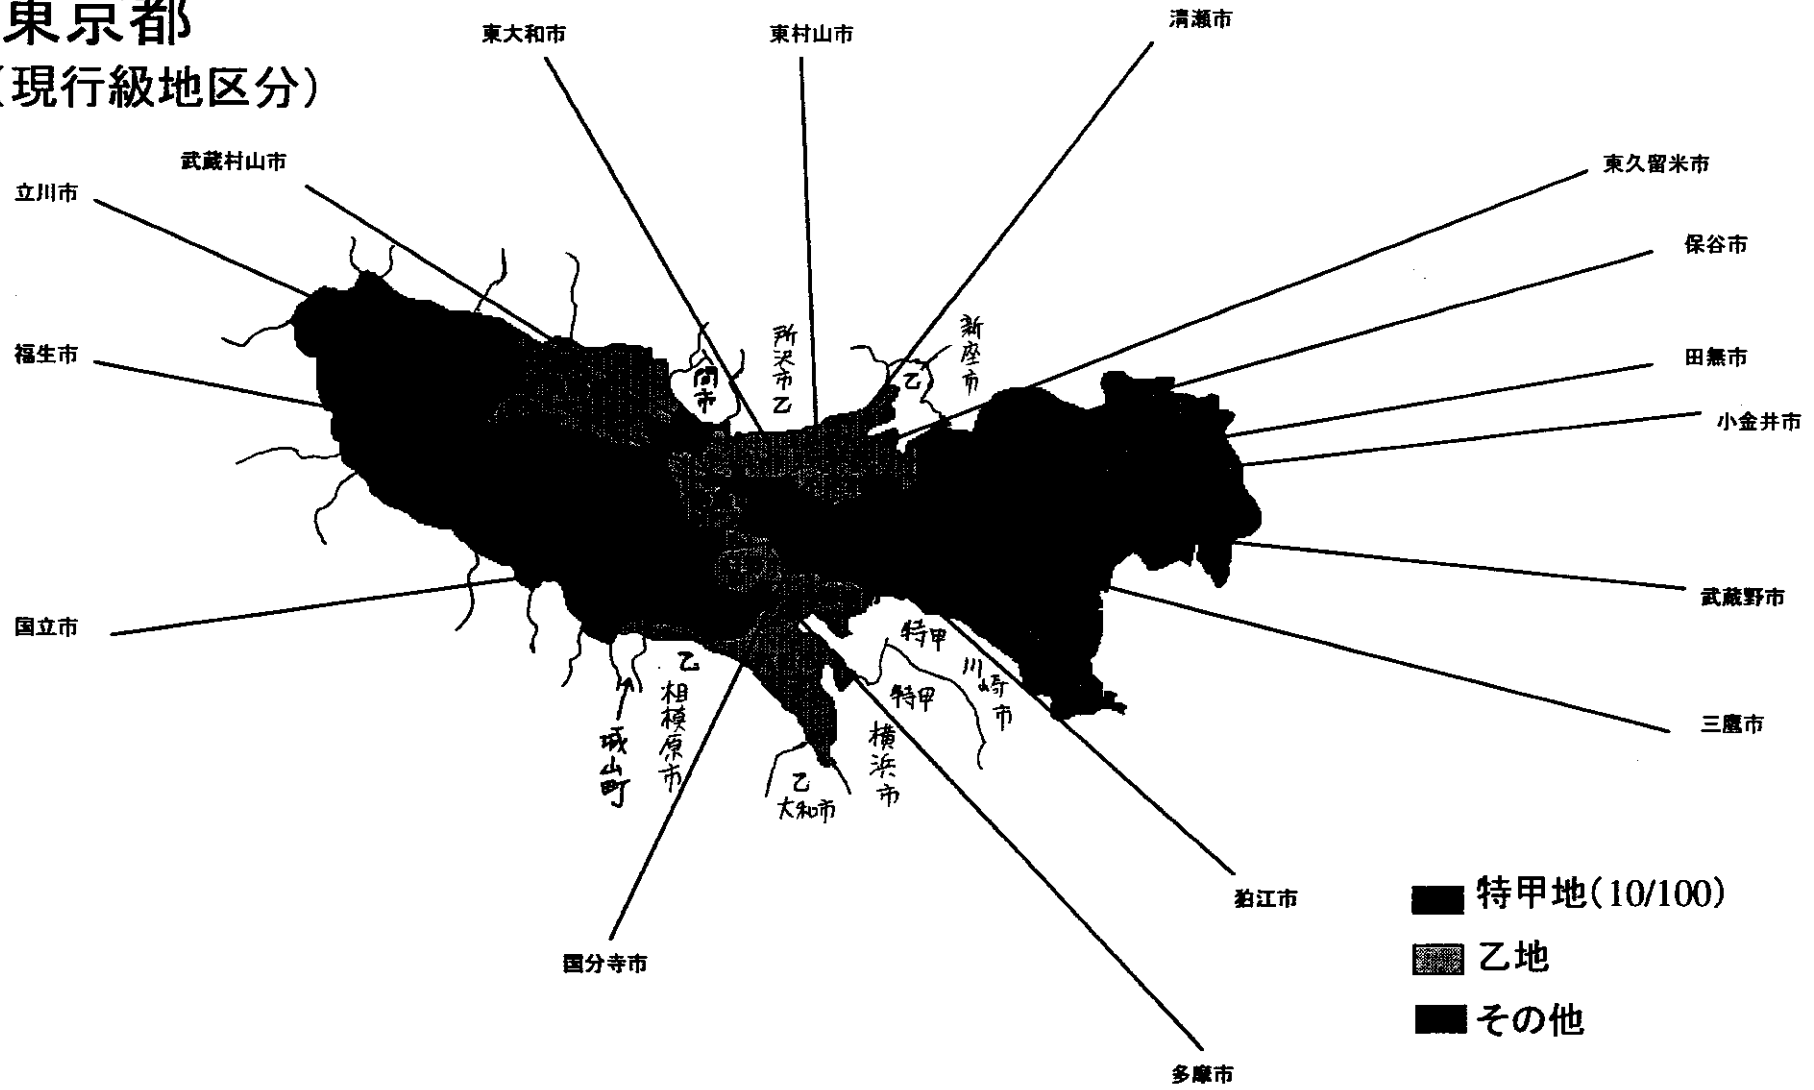 東京都
(現行級地区分)
東大和市
東村山市
清瀬市
武蔵村山市
立川市
東久留米市
保谷市
福生市
田無市
小金井市
間市
所沢市乙
乙
新座市
国立市
武蔵野市
特甲
川崎市
特甲
乙
相模原市
城山町
横浜市
三鷹市
乙
大和市
狛江市
国分寺市
多摩市
特甲地(10/100)
乙地
その他